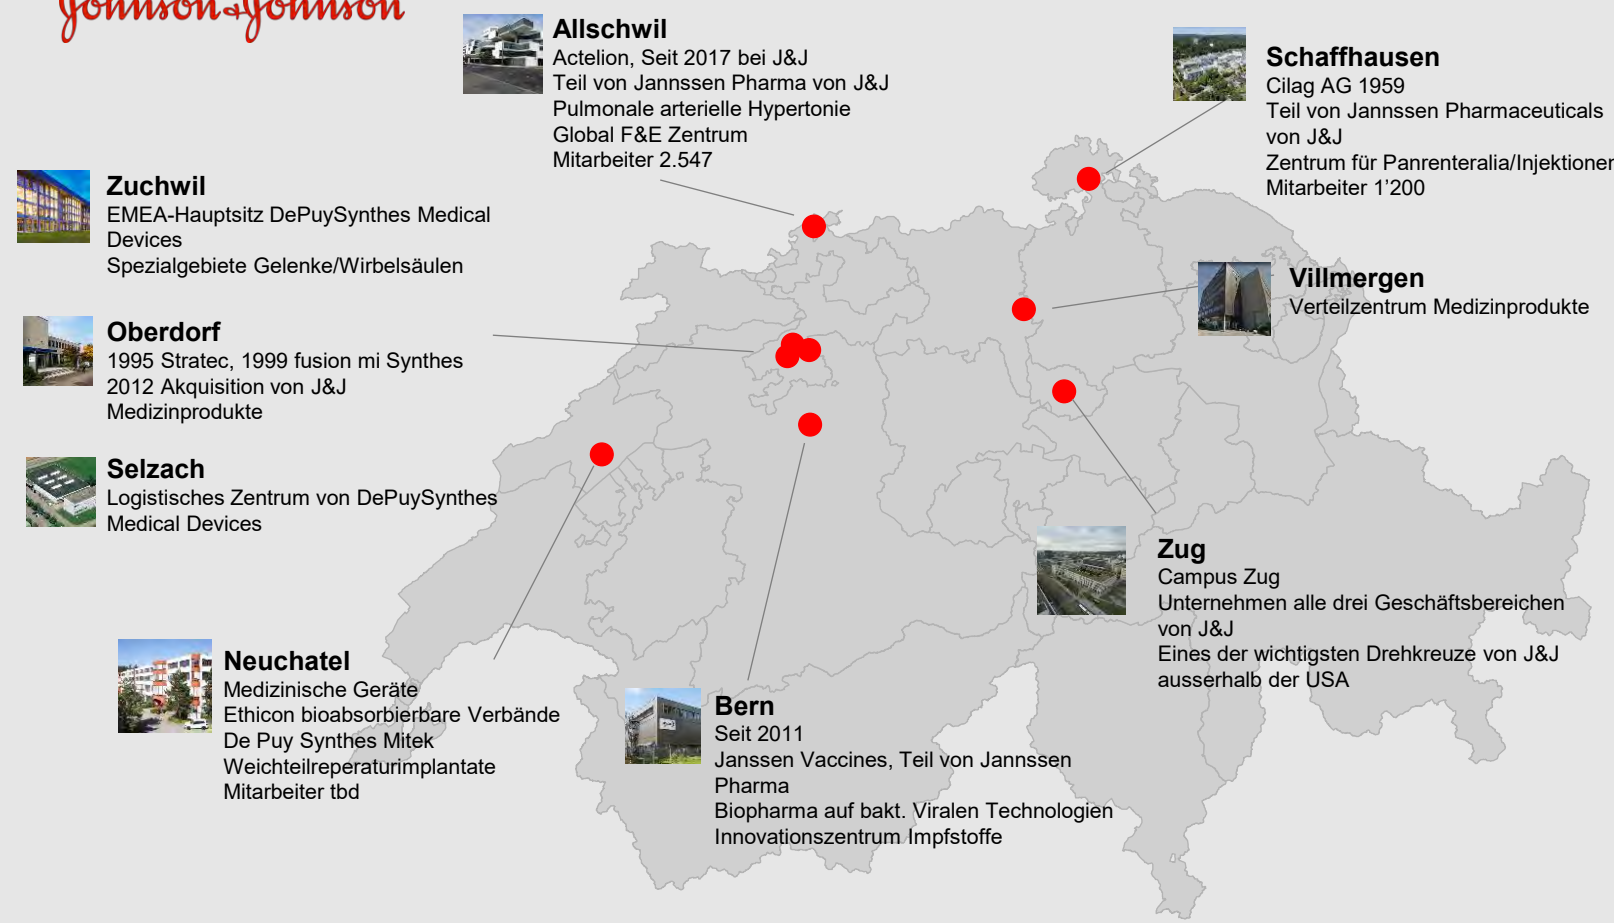 Johnson & Johnson
Allschwil
Actelion, Seit 2017 bei J&J
Teil von Jannssen Pharma von J&J
Pulmonale arterielle Hypertonie
Global F&E Zentrum
Mitarbeiter 2.547
Schaffhausen
Cilag AG 1959
Teil von Jannssen Pharmaceuticals
von J&J
Zentrum für Panrenteralia/Injektionen
Mitarbeiter 1’200
Zuchwil
EMEA-Hauptsitz DePuySynthes Medical
Devices
Spezialgebiete Gelenke/Wirbelsäulen
Villmergen
Verteilzentrum Medizinprodukte
Oberdorf
1995 Stratec, 1999 fusion mi Synthes
2012 Akquisition von J&J
Medizinprodukte
Selzach
Logistisches Zentrum von DePuySynthes
Medical Devices
Zug
Campus Zug
Unternehmen alle drei Geschäftsbereichen
von J&J
Eines der wichtigsten Drehkreuze von J&J
ausserhalb der USA
Neuchatel
Medizinische Geräte
Ethicon bioabsorbierbare Verbände
De Puy Synthes Mitek
Weichteilreperaturimplantate
Mitarbeiter tbd
Bern
Seit 2011
Janssen Vaccines, Teil von Jannssen
Pharma
Biopharma auf bakt. Viralen Technologien
Innovationszentrum Impfstoffe